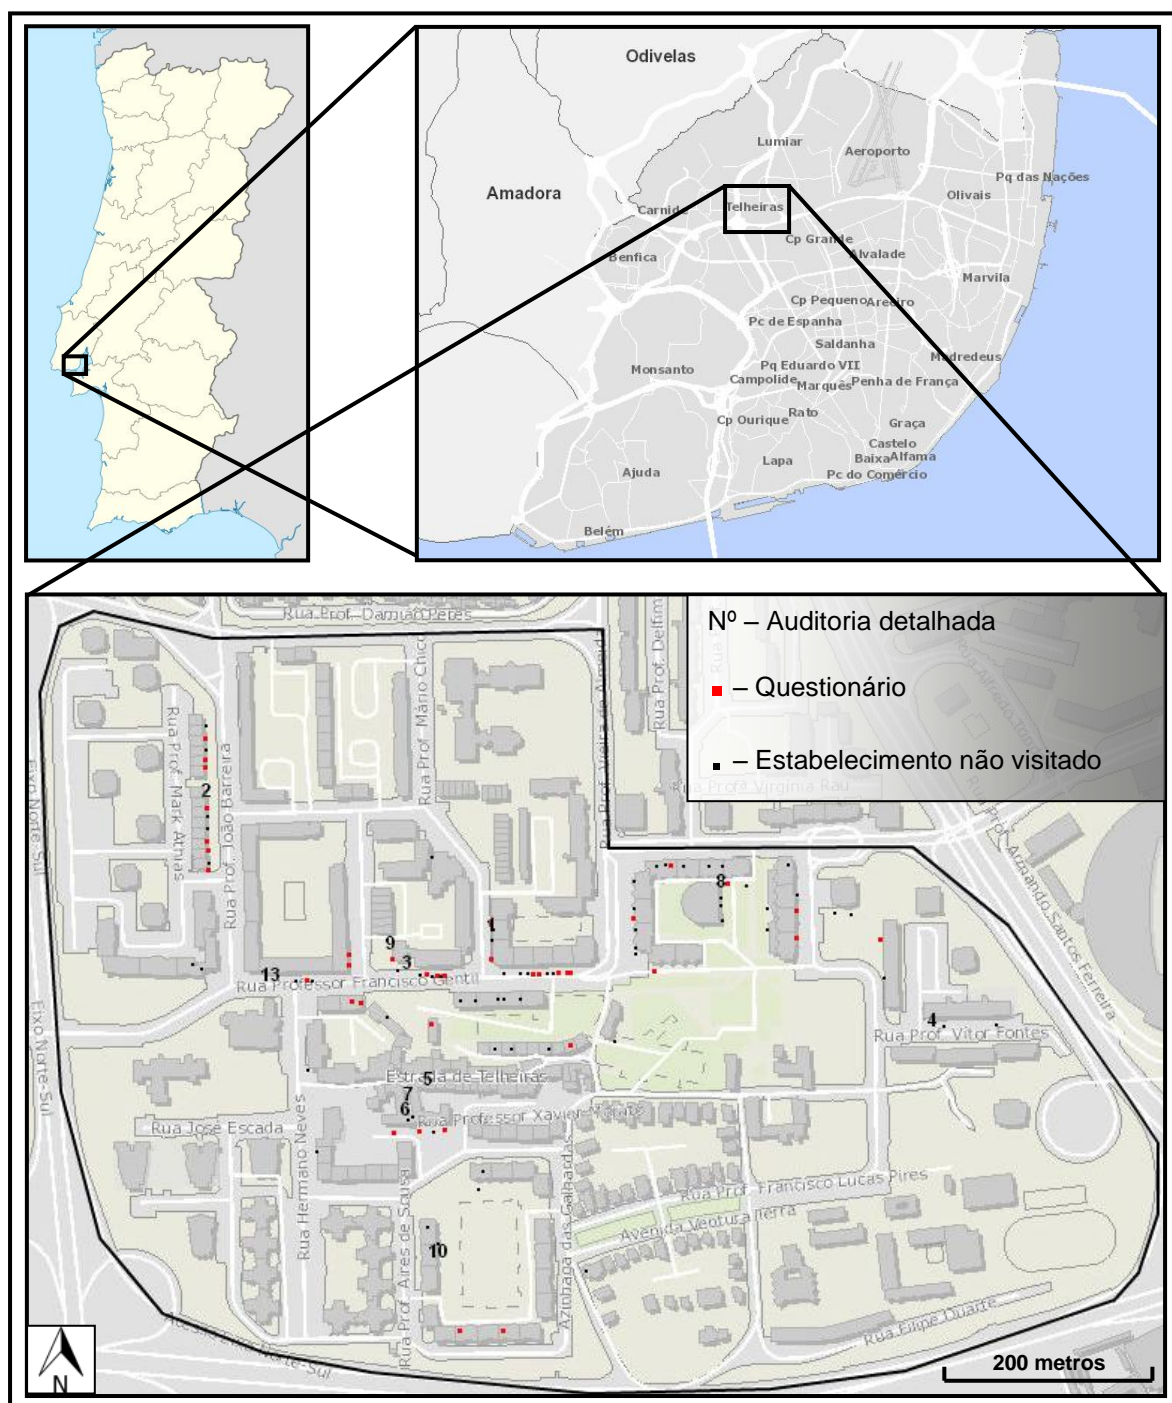 Odivelas
Amadora
Lumiar
Aeroporto
Pq das Nações
Olivais
Carnide
Telheiras
Cp Grande
Benfica
Alvalade
Marvila
Cp Pequeno
Areeiro
Pc de Espanha
Saldanha
Madredeus
Pq Eduardo VII
Monsanto
Campolide
Marquês
Penha de França
Cp Ourique
Rato
Graça
Castelo
Baixa
Alfama
Lapa
Ajuda
Pc do Comércio
Belém
Nº – Auditoria detalhada
– Questionário
– Estabelecimento não visitado
Rua Prof. Damião Peres
Rua Prof. Mário Chicó
Rua Prof. Vieira de Almeida
Rua Prof. Delfim
Rua Prof. Mark Athias
Rua Prof. João Barreira
Rua Profª Virgínia Rau
Prof. Armando Santos Ferreira
Eixo Norte-Sul
Eixo Norte-Sul
2
8
1
9
3
13
Rua Professor Francisco Gentil
4
Rua Prof. Vítor Fontes
5
Estrada de Telheiras
7
6
Rua Professor Xavier Morato
Rua José Escada
Rua Hermano Neves
Rua Prof. Aires de Sousa
Azinhaga das Galhardas
Rua Prof. Francisco Lucas Pires
Avenida Ventura Terra
10
Rua Filipe Duarte
200 metros
N